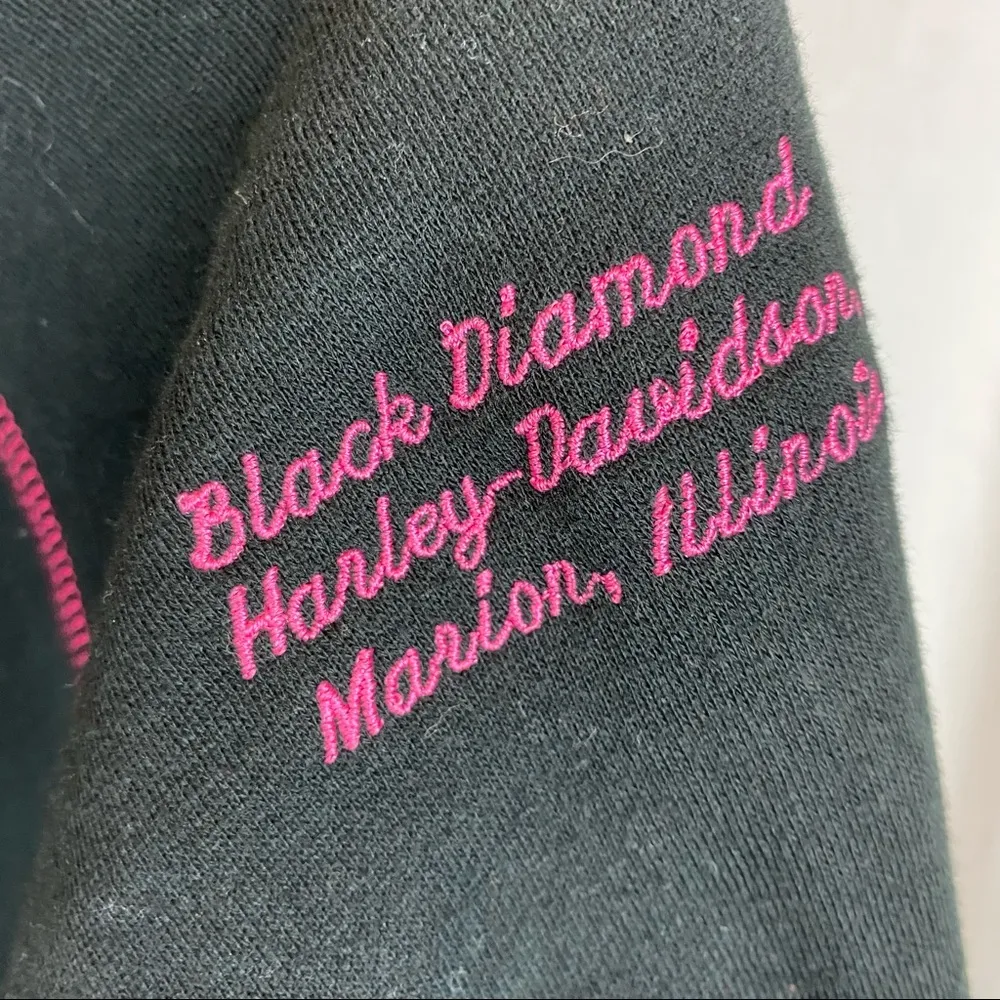 Black Diamond
Harley-Davidson,
Marion, Illinois